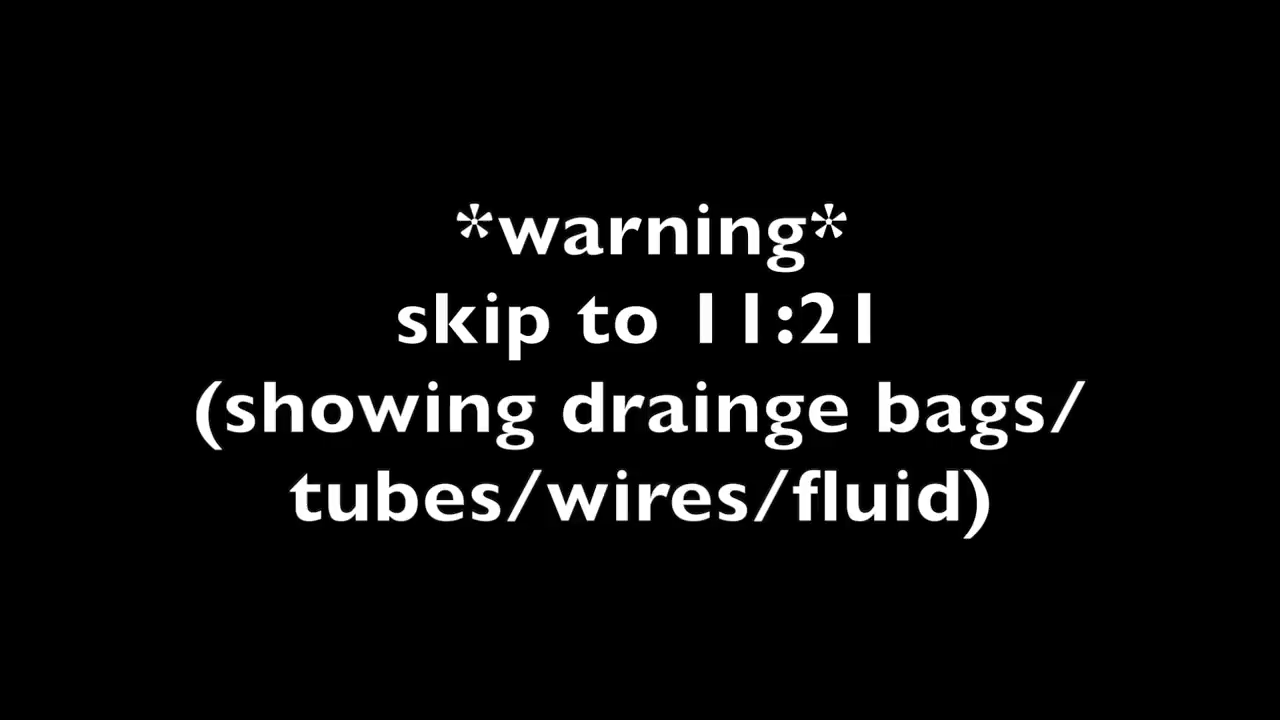 *warning*
skip to 11:21
(showing drainge bags/
tubes/wires/fluid)